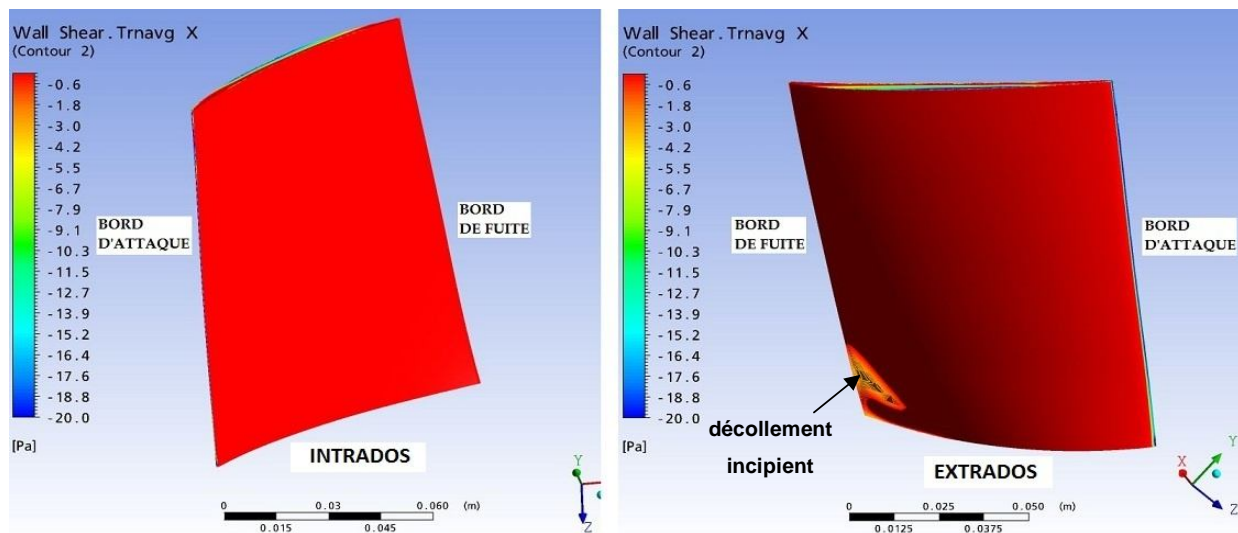 Wall Shear.Trnavg X
(Contour 2)
-0.6
-1.8
-3.0
-4.2
-5.5
-6.7
-7.9
-9.1
-10.3
-11.5
-12.7
-13.9
-15.2
-16.4
-17.6
-18.8
-20.0
[Pa]
BORD
D'ATTAQUE
BORD
DE FUITE
INTRADOS
0
0.03
0.060
(m)
0.015
0.045
Y
Z
Wall Shear.Trnavg X
(Contour 2)
-0.6
-1.8
-3.0
-4.2
-5.5
-6.7
-7.9
-9.1
-10.3
-11.5
-12.7
-13.9
-15.2
-16.4
-17.6
-18.8
-20.0
[Pa]
BORD
DE FUITE
BORD
D'ATTAQUE
décollement
incipient
EXTRADOS
0
0.025
0.050
(m)
0.0125
0.0375
X
Y
Z